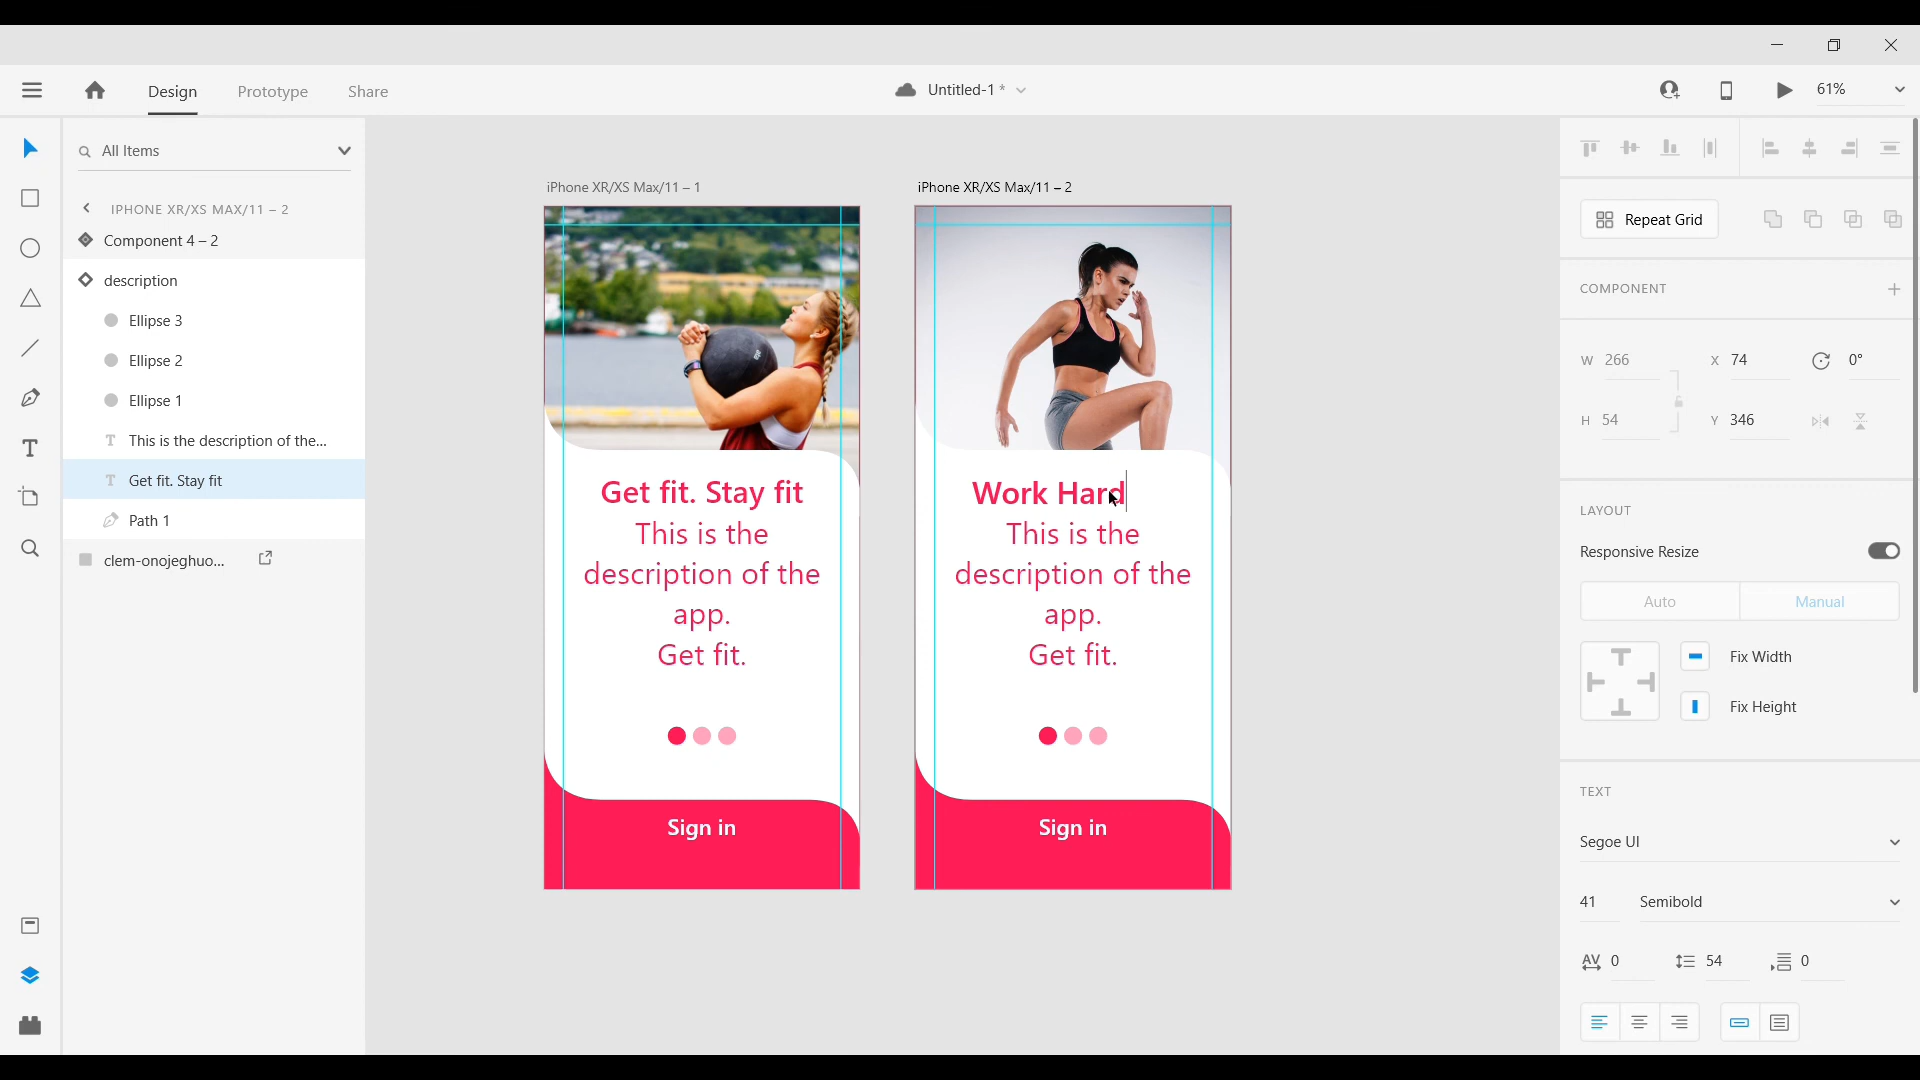 Design
Prototype
Share
Untitled-1 *
61%
All Items
IPHONE XR/XS MAX/11 – 2
Component 4 – 2
description
Ellipse 3
Ellipse 2
Ellipse 1
T This is the description of the...
T Get fit. Stay fit
Path 1
clem-onojeghuo...
T
iPhone XR/XS Max/11 – 1
Get fit. Stay fit
This is the
description of the
app.
Get fit.
Sign in
iPhone XR/XS Max/11 – 2
Work Hard
This is the
description of the
app.
Get fit.
Sign in
Repeat Grid
COMPONENT
W 266
X 74
0°
H 54
Y 346
LAYOUT
Responsive Resize
Auto
Manual
Fix Width
Fix Height
TEXT
Segoe UI
41
Semibold
AV 0
54
0